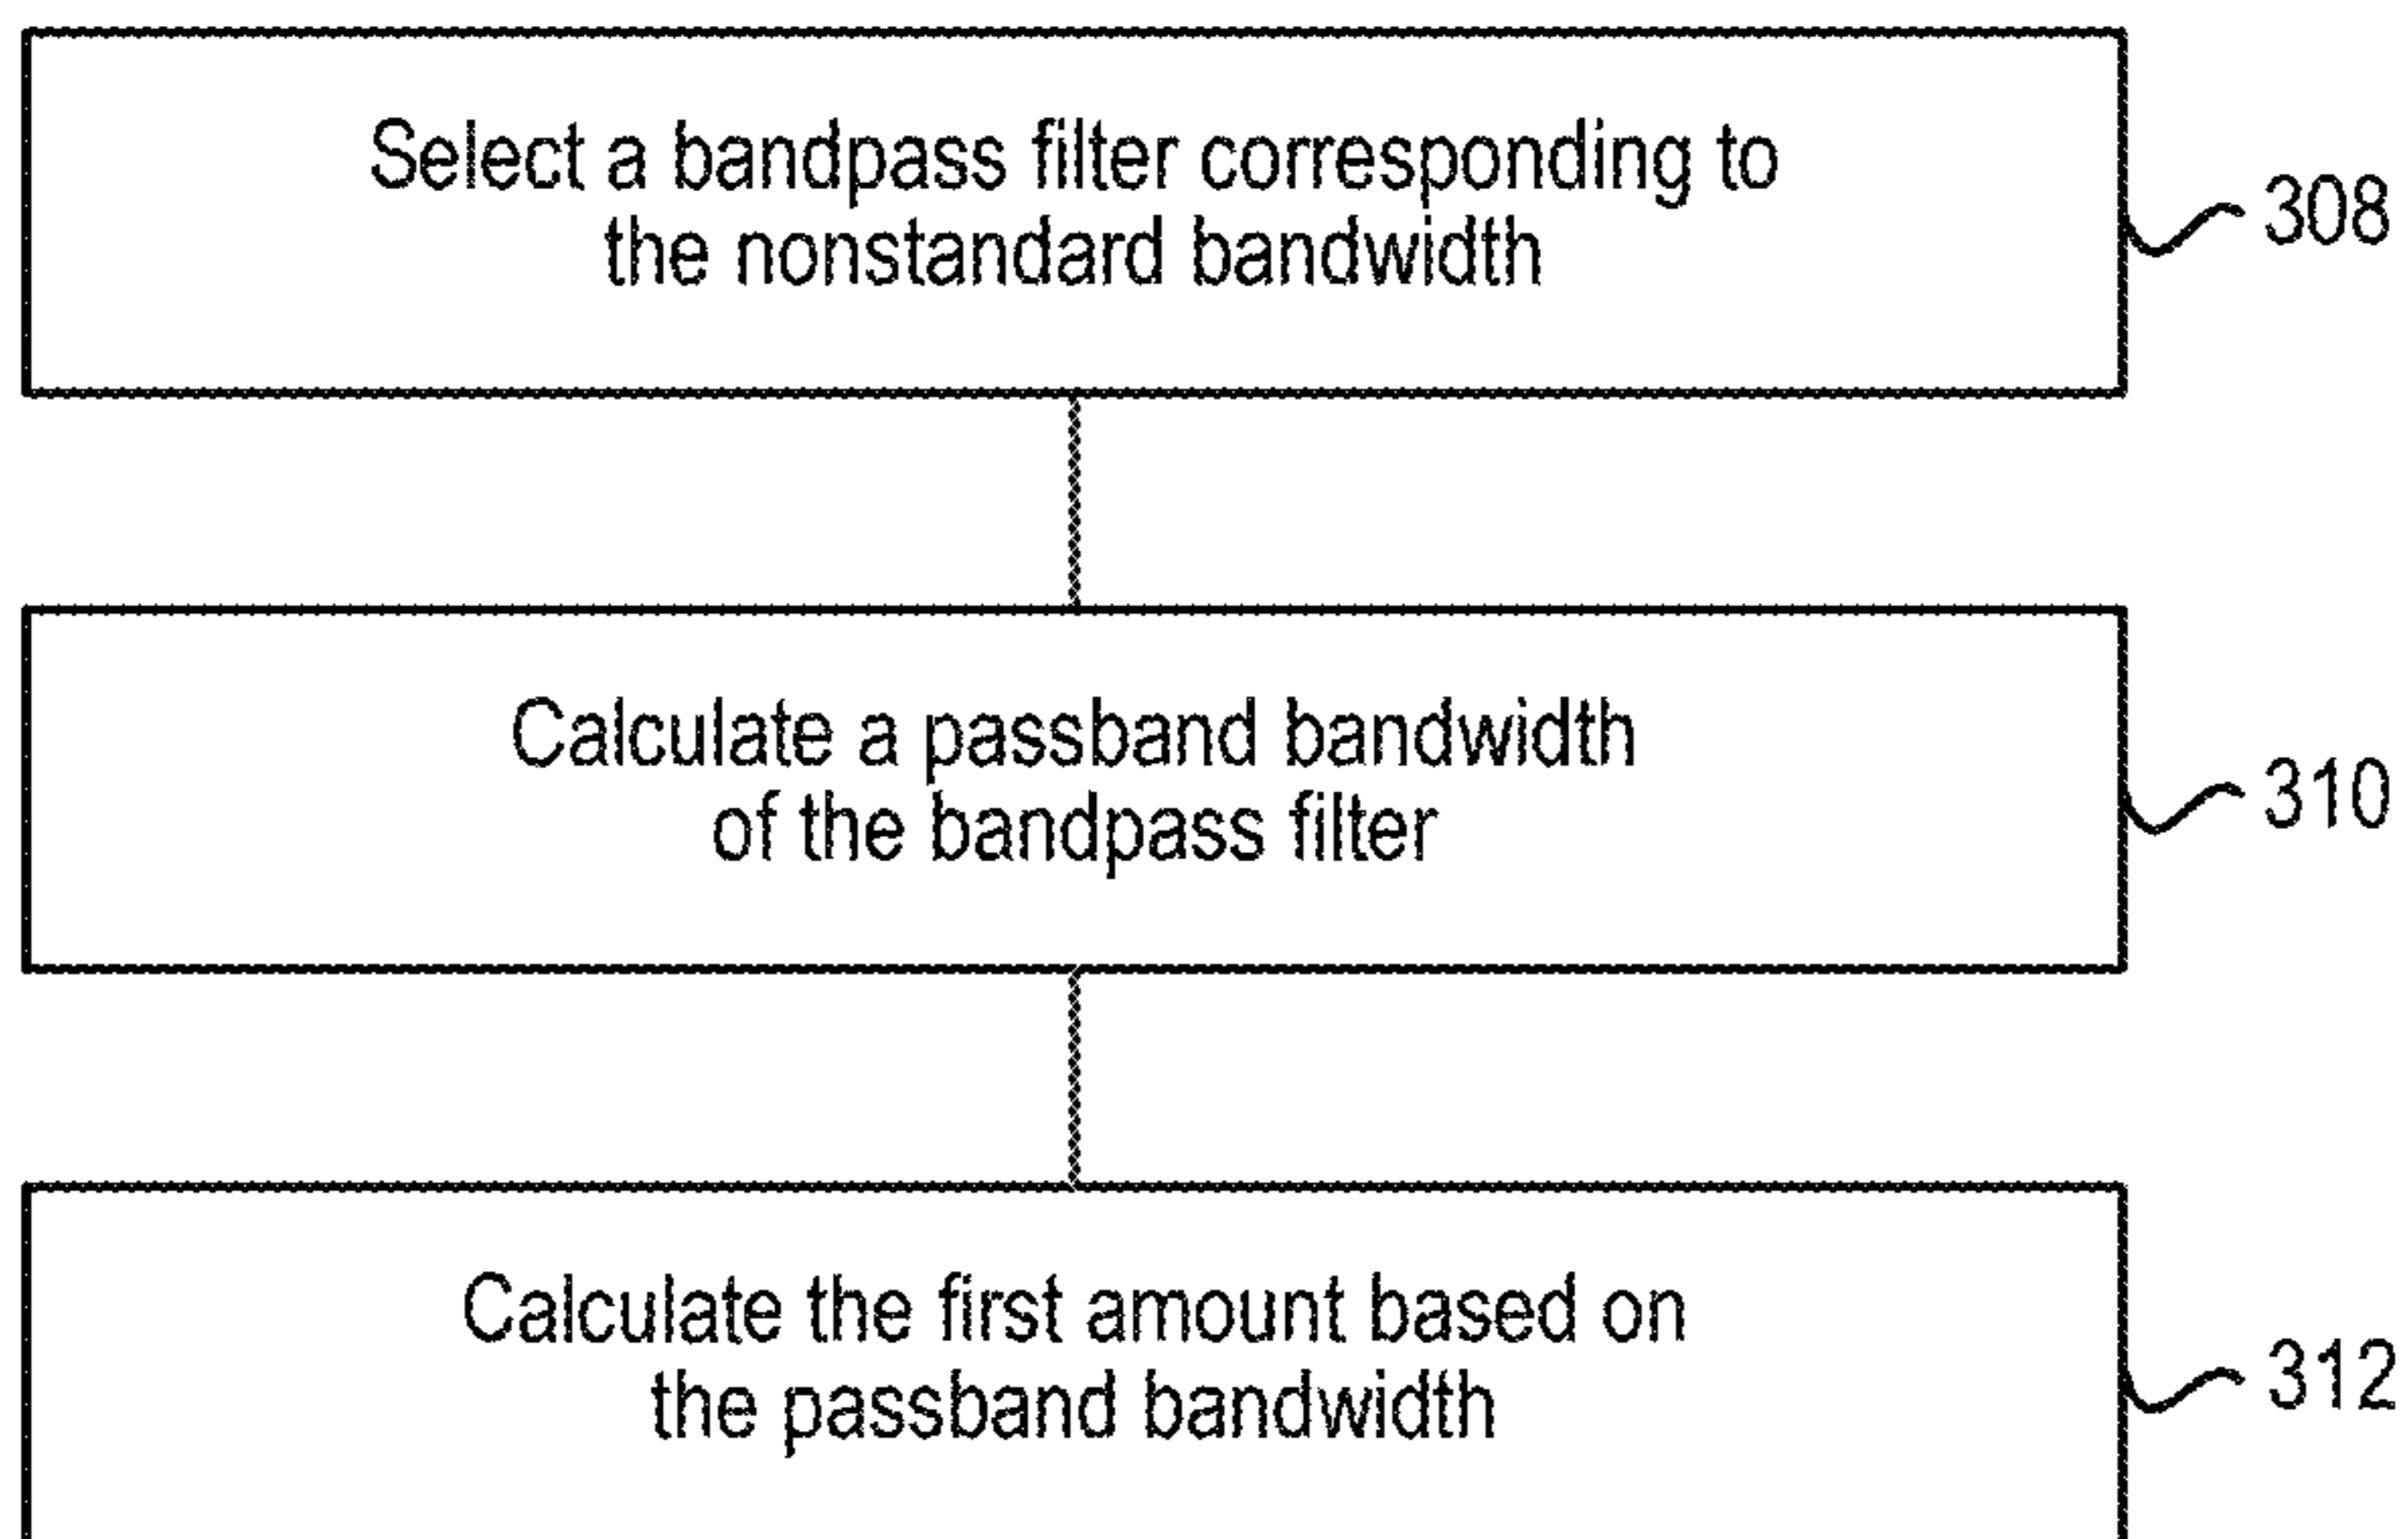 Select a bandpass filter corresponding to
the nonstandard bandwidth
308
Calculate a passband bandwidth
of the bandpass filter
310
Calculate the first amount based on
the passband bandwidth
312